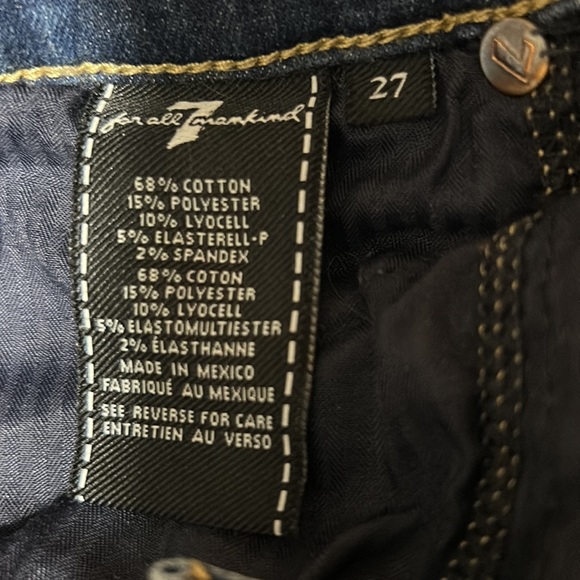 for all 7 mankind
27
68% COTTON
15% POLYESTER
10% LYOCELL
5% ELASTERELL-P
2% SPANDEX
68% COTON
15% POLYESTER
10% LYOCELL
5% ELASTOMULTIESTER
2% ÉLASTHANNE
MADE IN MEXICO
FABRIQUÉ AU MEXIQUE
SEE REVERSE FOR CARE
ENTRETIEN AU VERSO